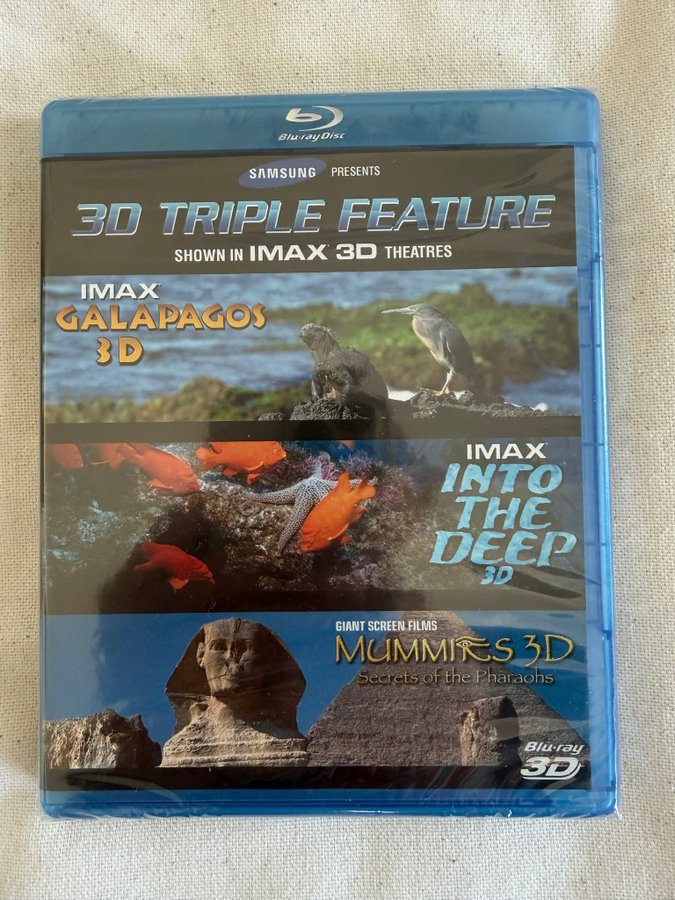 Blu-ray Disc
SAMSUNG PRESENTS
3D TRIPLE FEATURE
SHOWN IN IMAX® 3D THEATRES
IMAX®
GALAPAGOS
3D
IMAX®
INTO
THE
DEEP
3D
GIANT SCREEN FILMS
MUMMIES 3D
Secrets of the Pharaohs
Blu-ray
3D